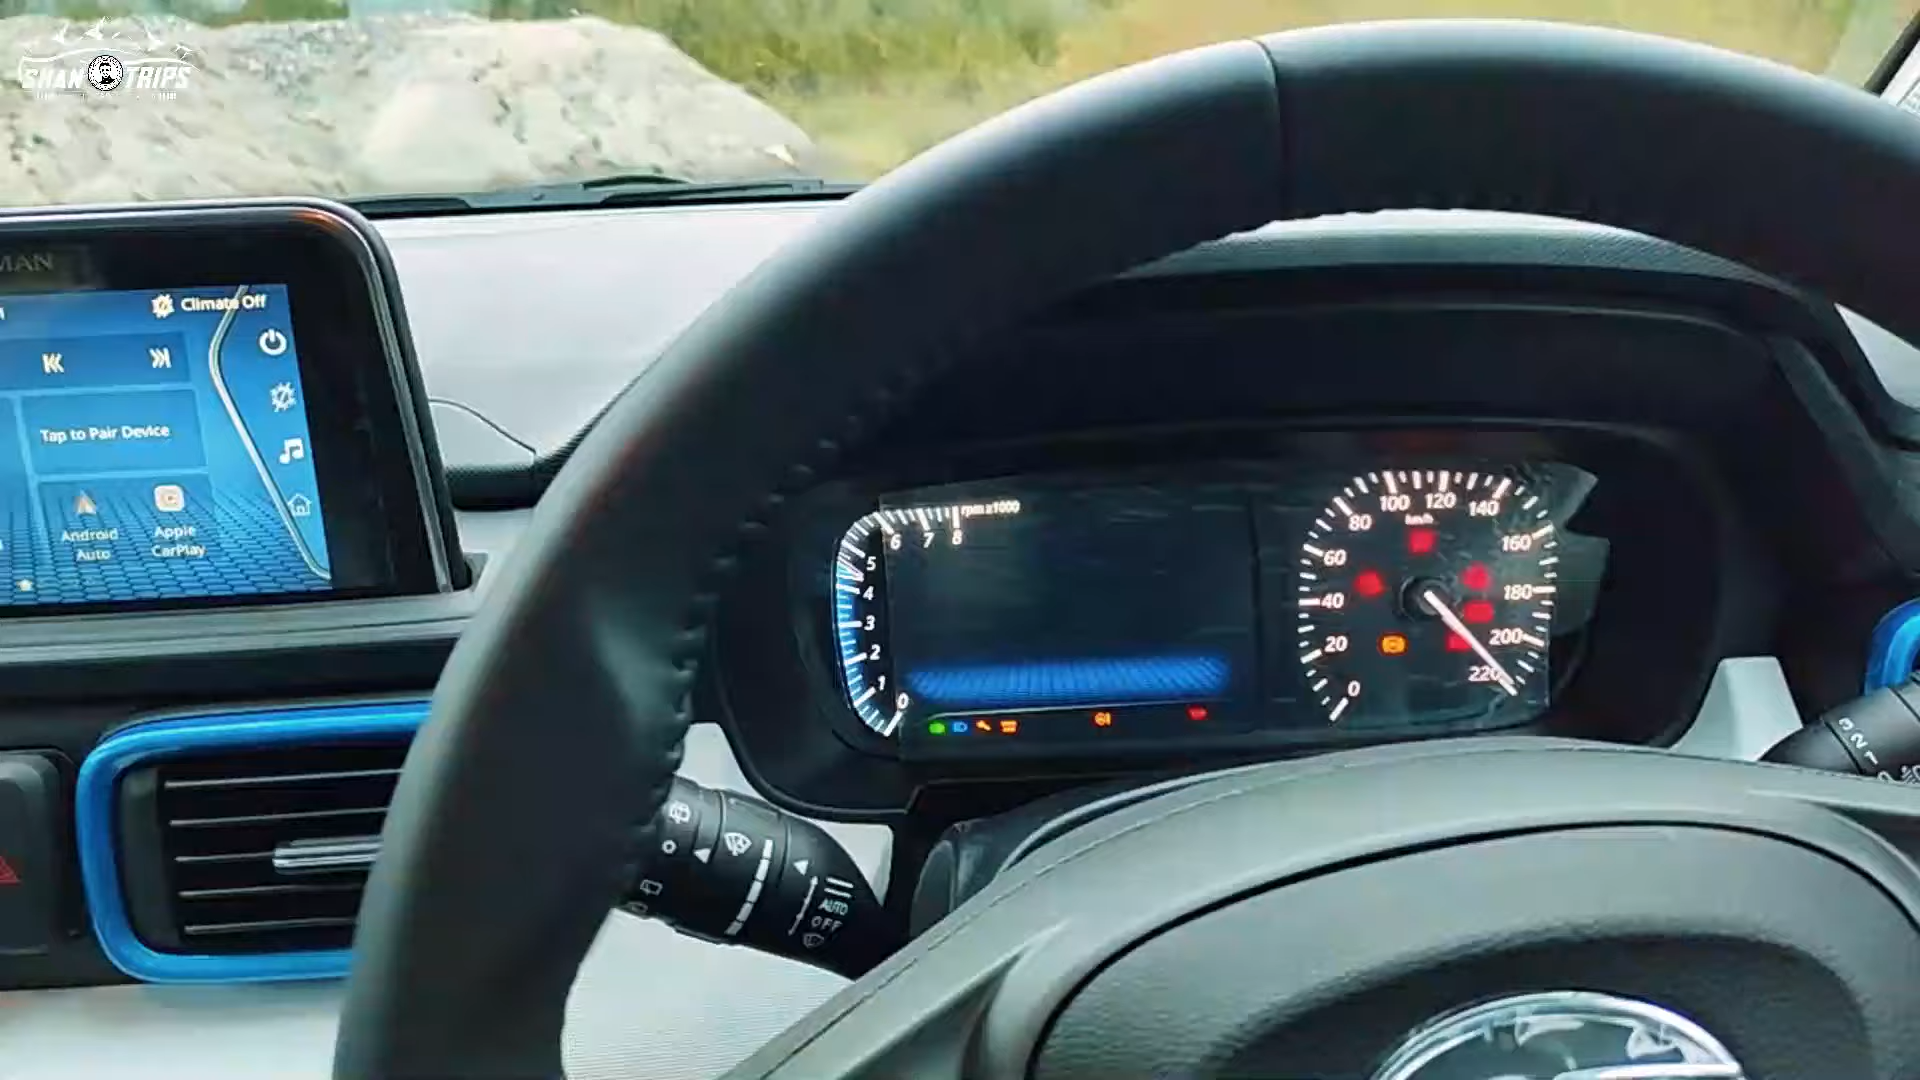 SHAN TRIPS
MAN
Climate Off
Tap to Pair Device
Android
Auto
Apple
CarPlay
rpm x1000
8
7
6
5
4
3
2
1
0
0
20
40
60
80
100
120
140
160
180
200
220
km/h
AUTO
OFF